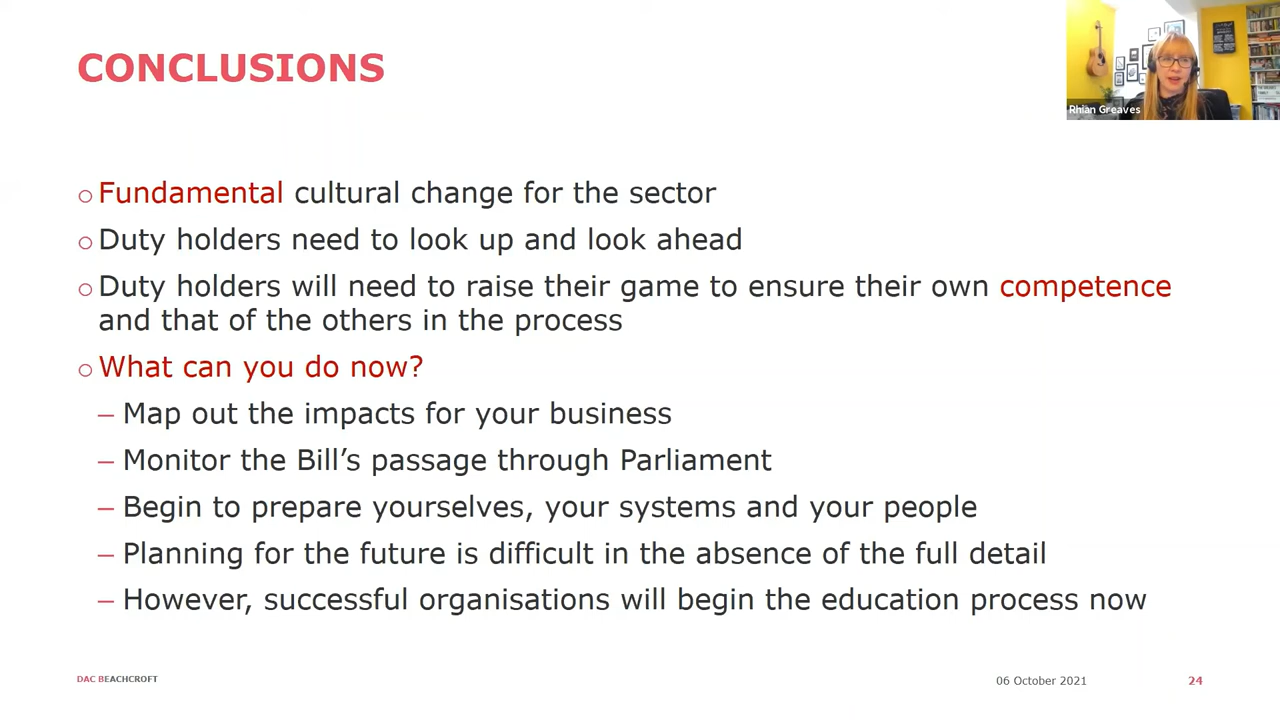 CONCLUSIONS
Rhian Greaves
Fundamental cultural change for the sector
Duty holders need to look up and look ahead
Duty holders will need to raise their game to ensure their own competence
and that of the others in the process
What can you do now?
– Map out the impacts for your business
– Monitor the Bill’s passage through Parliament
– Begin to prepare yourselves, your systems and your people
– Planning for the future is difficult in the absence of the full detail
– However, successful organisations will begin the education process now
DAC BEACHCROFT
06 October 2021
24